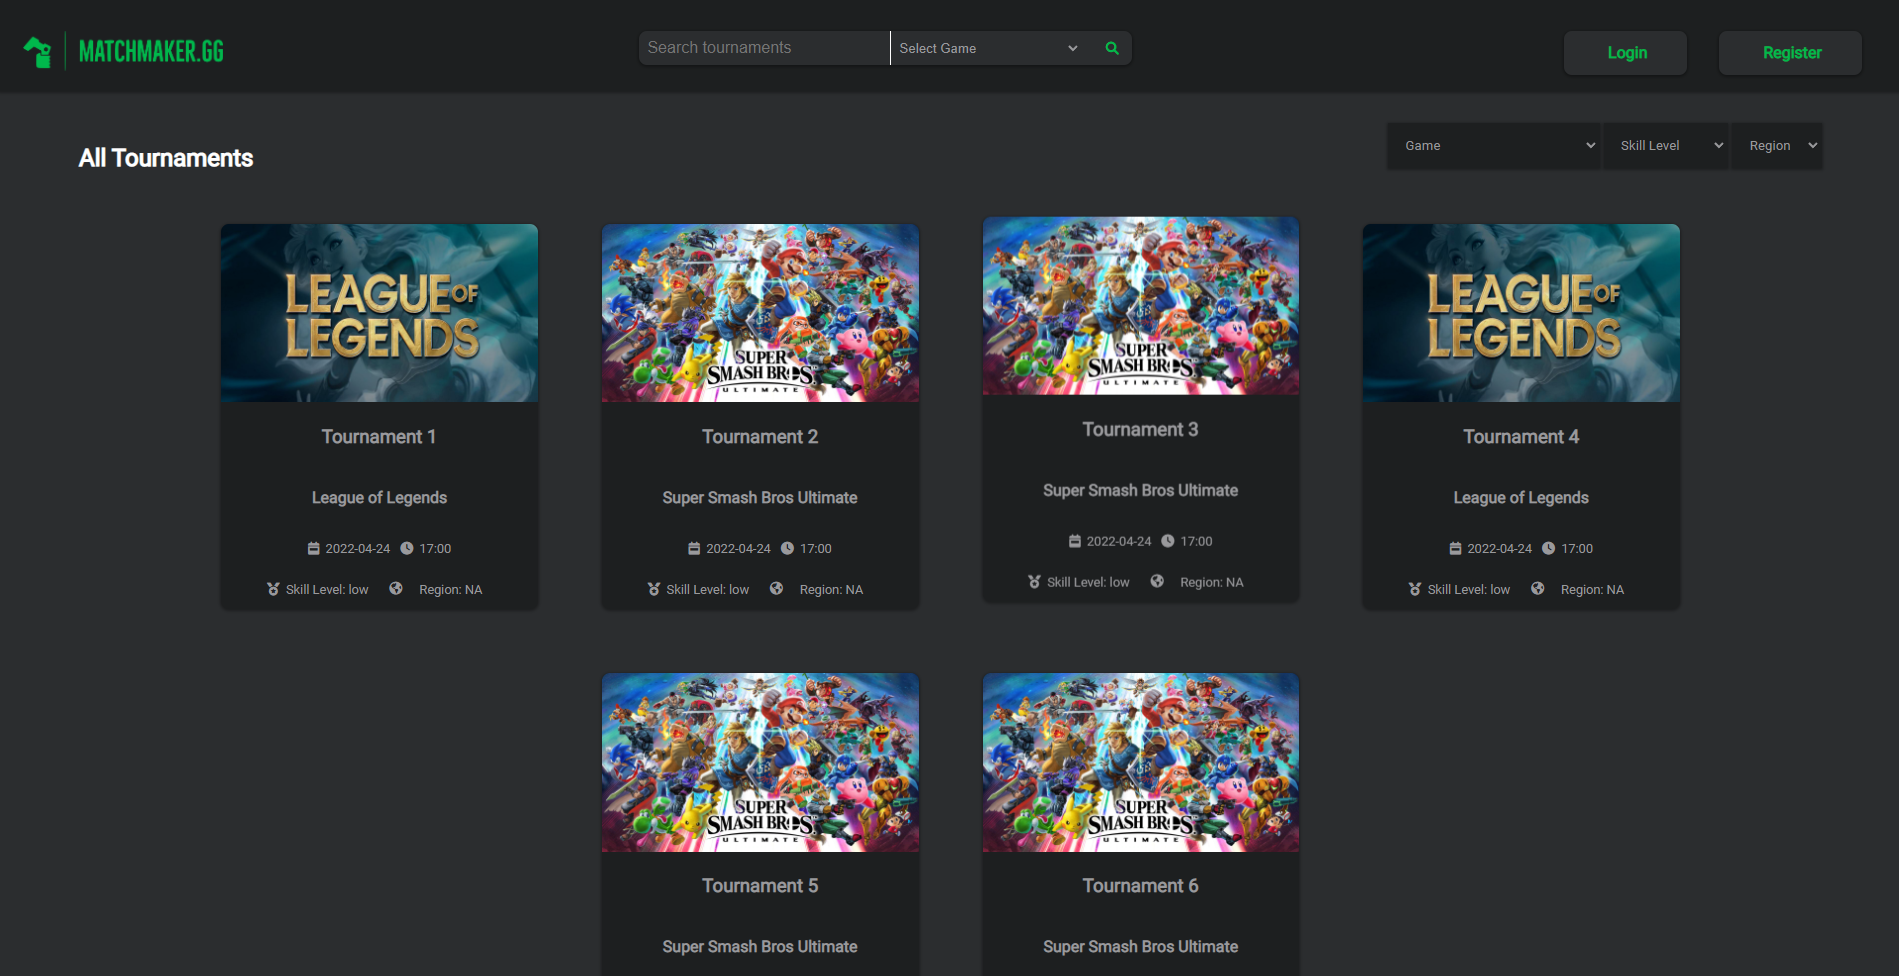 MATCHMAKER.GG
Search tournaments
Select Game
Login
Register
All Tournaments
Game
Skill Level
Region
LEAGUE OF
LEGENDS
Tournament 1
League of Legends
2022-04-24 17:00
Skill Level: low Region: NA
SUPER
SMASH BROS.
ULTIMATE
Tournament 2
Super Smash Bros Ultimate
2022-04-24 17:00
Skill Level: low Region: NA
SUPER
SMASH BROS.
ULTIMATE
Tournament 3
Super Smash Bros Ultimate
2022-04-24 17:00
Skill Level: low Region: NA
LEAGUE OF
LEGENDS
Tournament 4
League of Legends
2022-04-24 17:00
Skill Level: low Region: NA
SUPER
SMASH BROS.
ULTIMATE
Tournament 5
Super Smash Bros Ultimate
SUPER
SMASH BROS.
ULTIMATE
Tournament 6
Super Smash Bros Ultimate